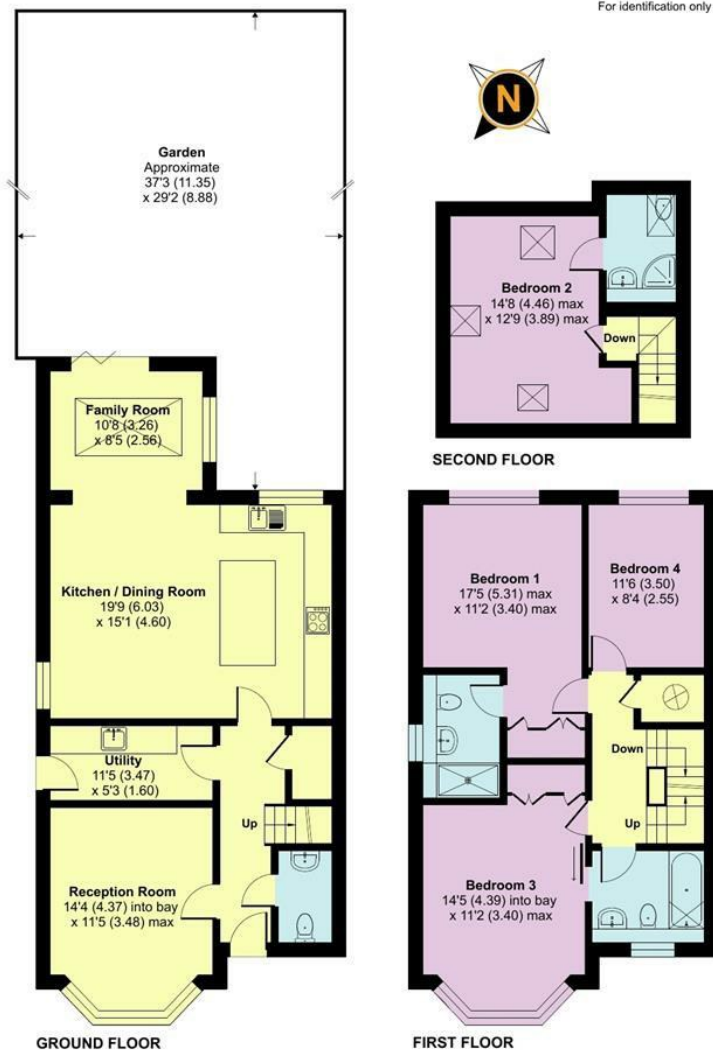 For identification only
N
Garden
Approximate
37'3 (11.35)
x 29'2 (8.88)
Bedroom 2
14'8 (4.46) max
x 12'9 (3.89) max
Down
SECOND FLOOR
Family Room
10'8 (3.26)
x 8'5 (2.56)
Kitchen / Dining Room
19'9 (6.03)
x 15'1 (4.60)
Utility
11'5 (3.47)
x 5'3 (1.60)
Up
Reception Room
14'4 (4.37) into bay
x 11'5 (3.48) max
GROUND FLOOR
Bedroom 1
17'5 (5.31) max
x 11'2 (3.40) max
Bedroom 4
11'6 (3.50)
x 8'4 (2.55)
Down
Up
Bedroom 3
14'5 (4.39) into bay
x 11'2 (3.40) max
FIRST FLOOR